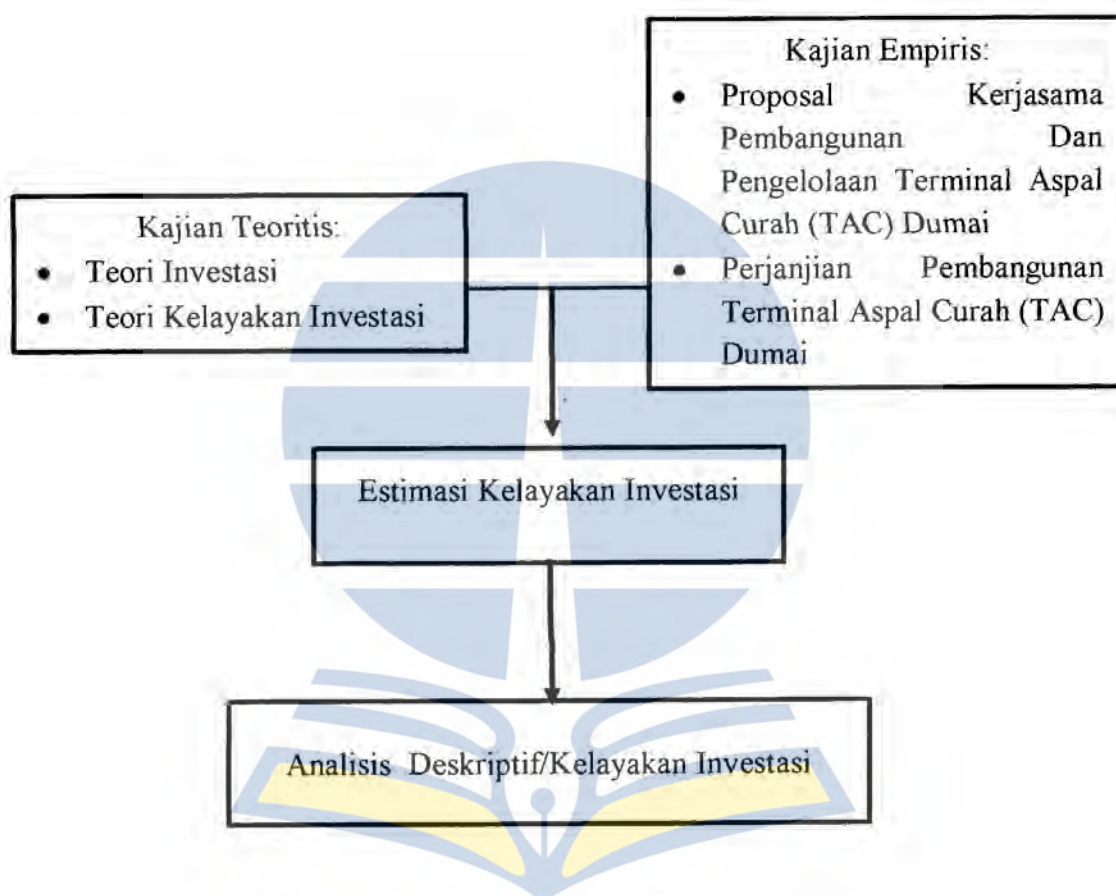 Kajian Empiris:
• Proposal Kerjasama
Pembangunan Dan
Pengelolaan Terminal Aspal
Curah (TAC) Dumai
• Perjanjian Pembangunan
Terminal Aspal Curah (TAC)
Dumai
Kajian Teoritis:
• Teori Investasi
• Teori Kelayakan Investasi
Estimasi Kelayakan Investasi
Analisis Deskriptif/Kelayakan Investasi